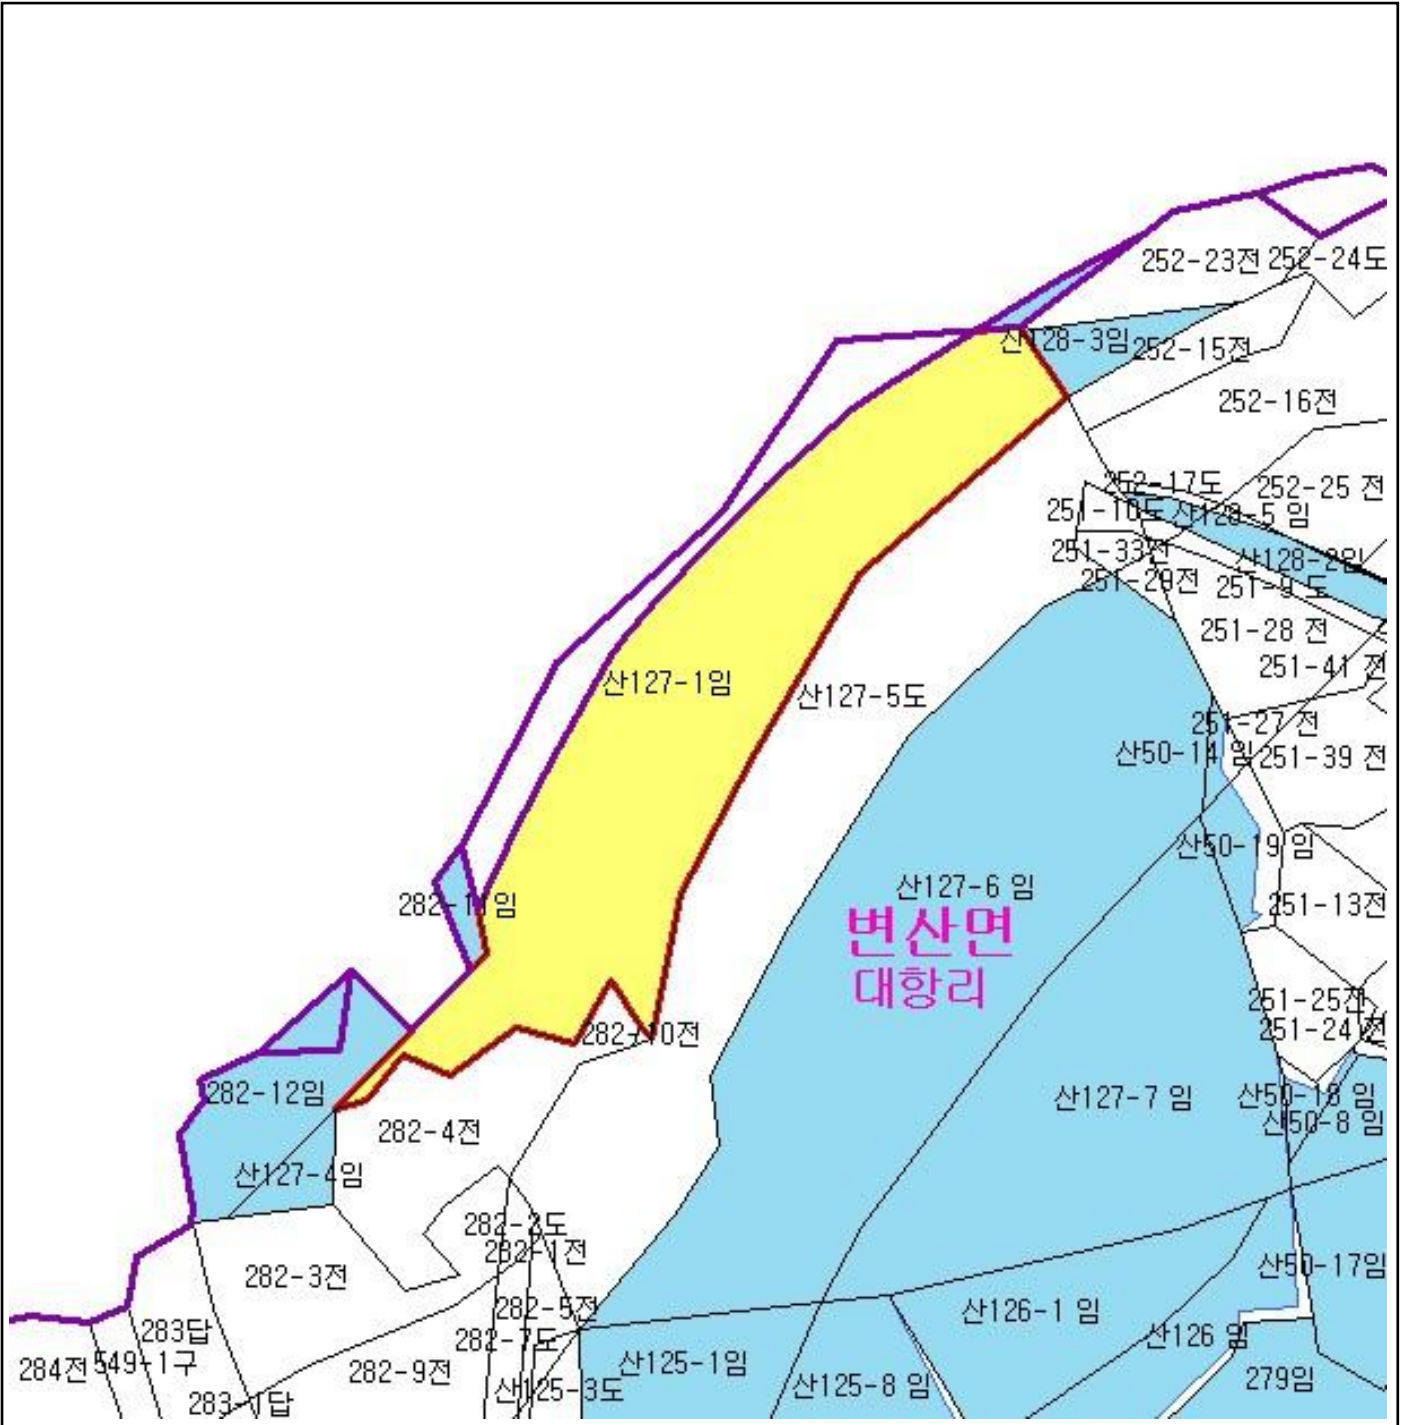 252-23전
252-24도
산128-3임
252-15전
252-16전
252-17도
252-25 전
251-10도
산128-5 임
251-33전
산128-2임
251-29전
251-9 도
251-28 전
251-41 전
산127-1임
산127-5도
251-27 전
산50-14 임
251-39 전
산50-19 임
산127-6 임
282-11임
251-13전
변산면
대항리
251-25전
282-10전
251-24 전
282-12임
산127-7 임
산50-18 임
산50-8 임
282-4전
산127-4임
282-2도
282-1전
282-3전
산50-17임
282-5전
산126-1 임
283답
282-7도
산126 임
284전
549-1구
282-9전
산125-1임
산125-3도
산125-8 임
279임
283-1답